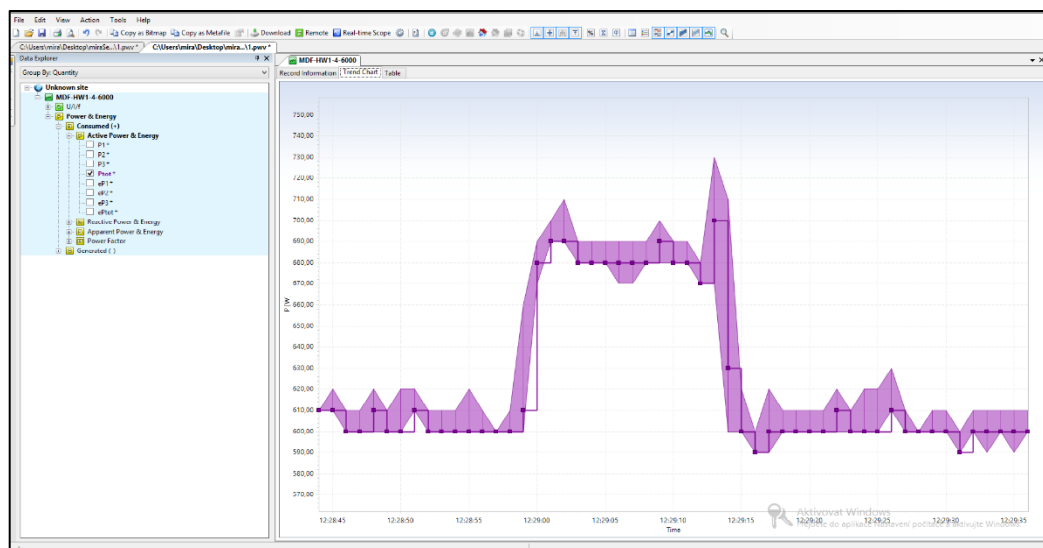 File Edit View Action Tools Help
Copy as Bitmap Copy as Metafile Download Remote Real-time Scope
C:\Users\mira\Desktop\miraSe...\1.pwv * C:\Users\mira\Desktop\mira...\1.pwv *
Data Explorer
Group By: Quantity
Unknown site
MDF-HW1-4-6000
U/I/f
Power & Energy
Consumed (+)
Active Power & Energy
P1 *
P2 *
P3 *
Ptot *
eP1 *
eP2 *
eP3 *
ePtot *
Reactive Power & Energy
Apparent Power & Energy
Power Factor
Generated (-)
MDF-HW1-4-6000
Record Information Trend Chart Table
750,00
740,00
730,00
720,00
710,00
700,00
690,00
680,00
670,00
660,00
650,00
640,00
630,00
620,00
610,00
600,00
590,00
580,00
570,00
P [W
12:28:45 12:28:50 12:28:55 12:29:00 12:29:05 12:29:10 12:29:15 12:29:20 12:29:25 12:29:30 12:29:35
Time
Aktivovat Windows
Přejděte do aplikace Nastavení počítače a aktivujte Windows.